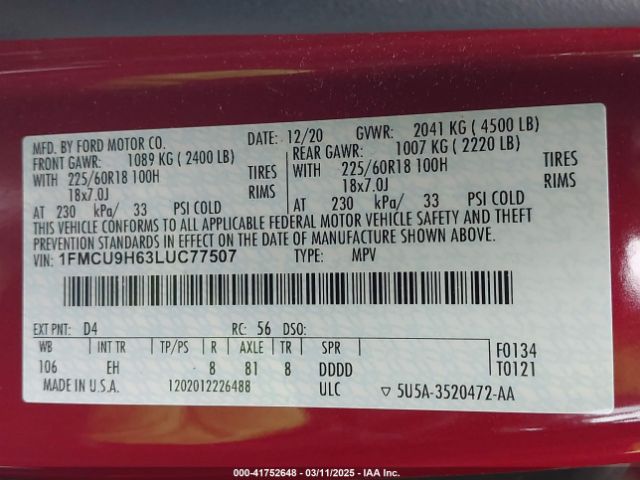 MFD. BY FORD MOTOR CO. DATE: 12/20 GVWR: 2041 KG ( 4500 LB)
FRONT GAWR: 1089 KG ( 2400 LB) REAR GAWR: 1007 KG ( 2220 LB)
WITH 225/60R18 100H TIRES WITH 225/60R18 100H TIRES
18x7.0J RIMS 18x7.0J RIMS
AT 230 kPa/ 33 PSI COLD AT 230 kPa/ 33 PSI COLD
THIS VEHICLE CONFORMS TO ALL APPLICABLE FEDERAL MOTOR VEHICLE SAFETY AND THEFT
PREVENTION STANDARDS IN EFFECT ON THE DATE OF MANUFACTURE SHOWN ABOVE.
VIN: 1FMCU9H63LUC77507 TYPE: MPV
EXT PNT: D4 RC: 56 DSO:
WB INT TR TP/PS R AXLE TR SPR F0134
106 EH 8 81 8 DDDD T0121
MADE IN U.S.A. 1202012226488 ULC ▽ 5U5A-3520472-AA
000-41752648 - 03/11/2025 - IAAI.CA